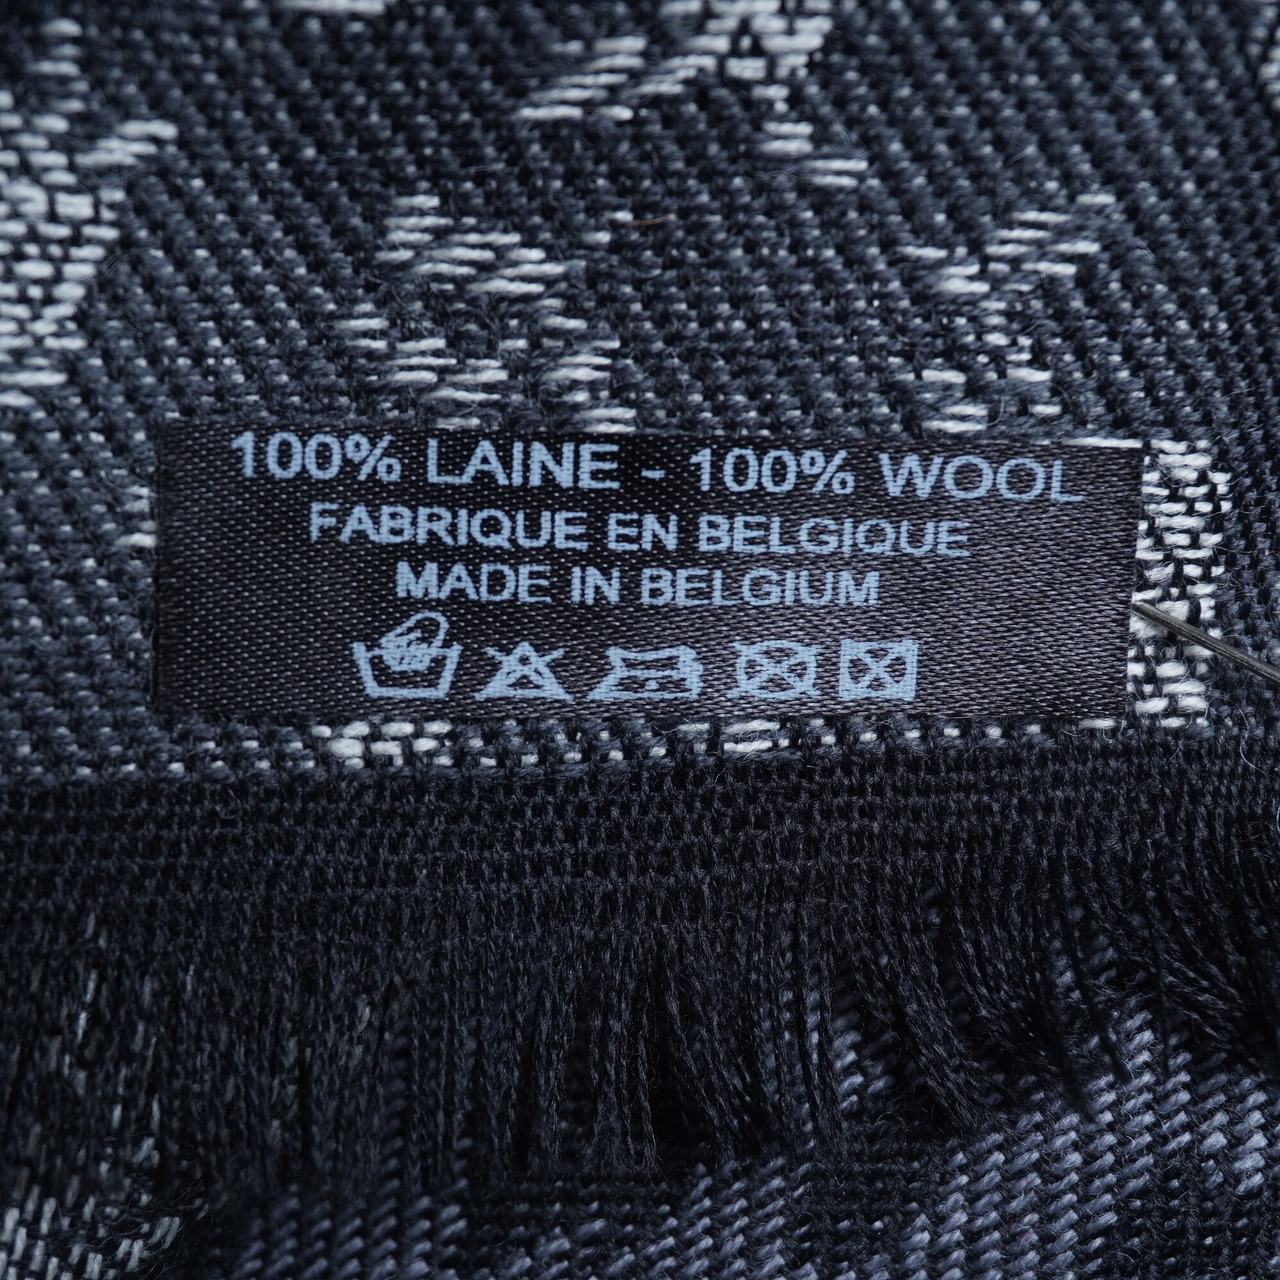 100% LAINE - 100% WOOL
FABRIQUE EN BELGIQUE
MADE IN BELGIUM